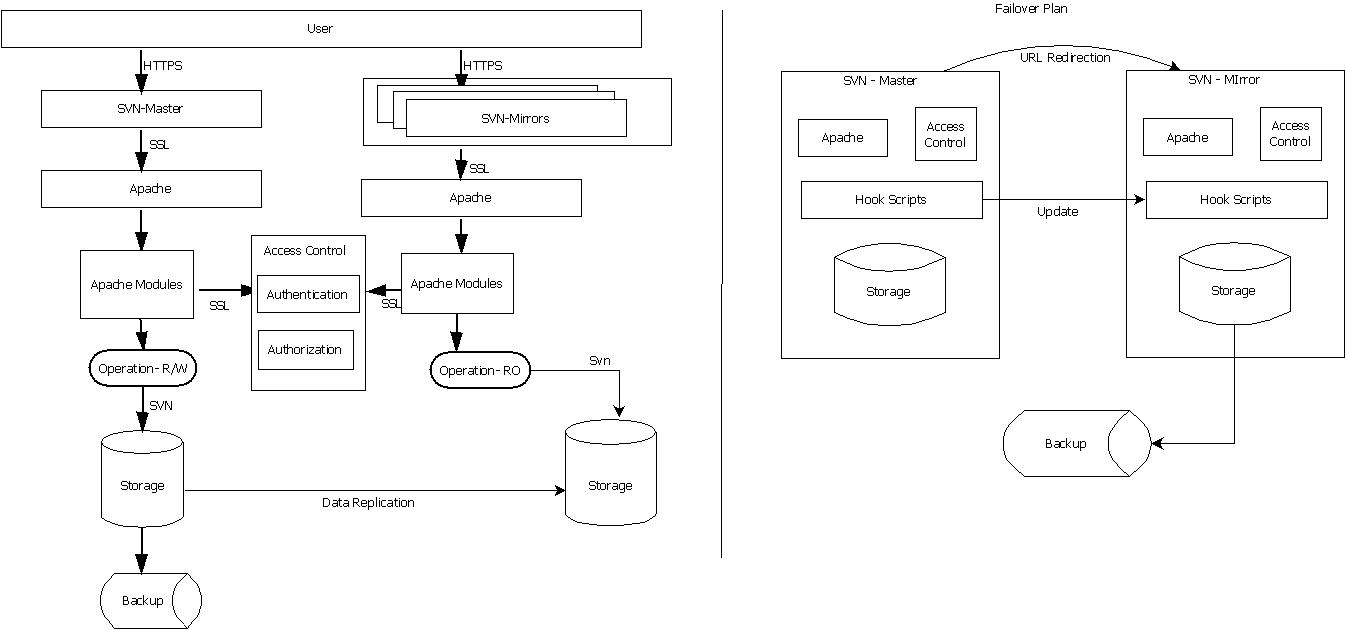 User
HTTPS
HTTPS
SVN-Master
SVN-Mirrors
SSL
SSL
Apache
Apache
Access Control
Apache Modules
Authentication
Apache Modules
SSL
SSL
Authorization
Operation- R/W
Operation- RO
Svn
SVN
Storage
Storage
Data Replication
Backup
Failover Plan
URL Redirection
SVN - Master
SVN - MIrror
Apache
Access
Control
Apache
Access
Control
Hook Scripts
Hook Scripts
Update
Storage
Storage
Backup